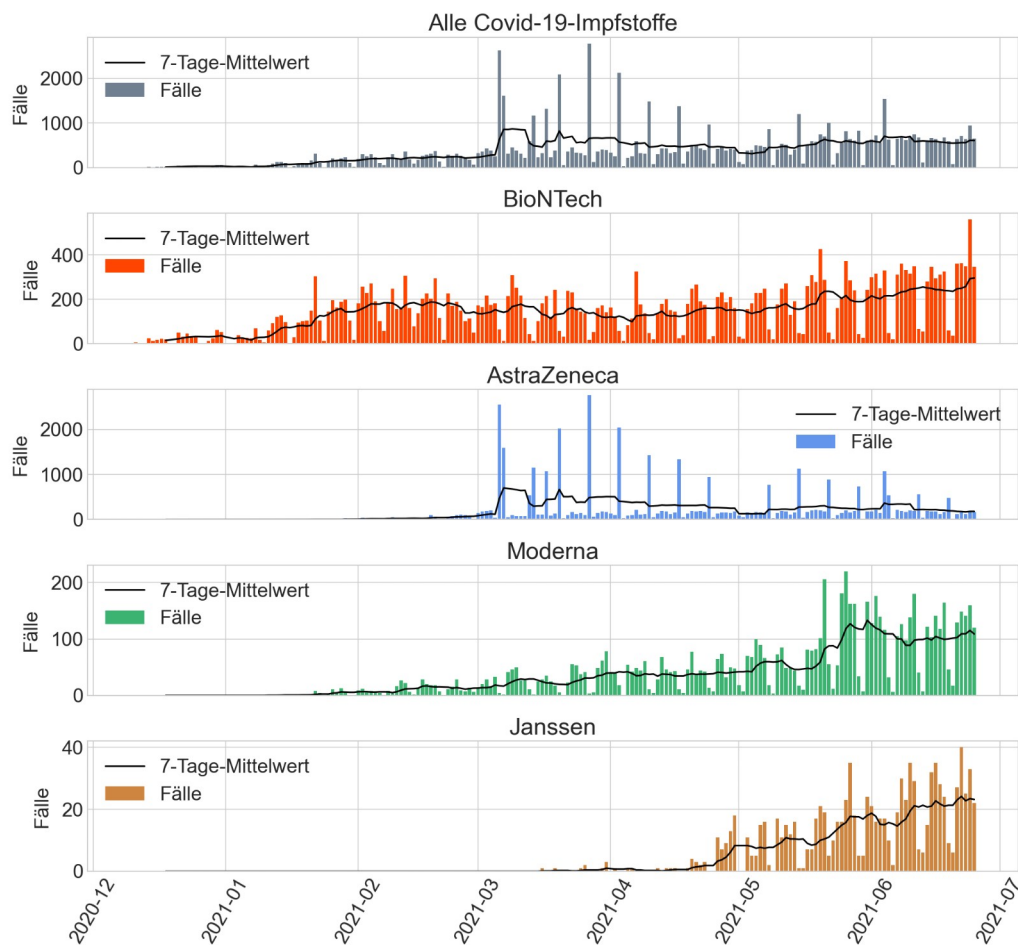 Alle Covid-19-Impfstoffe
7-Tage-Mittelwert
Fälle
Fälle
2000
1000
0
BioNTech
7-Tage-Mittelwert
Fälle
Fälle
400
200
0
AstraZeneca
7-Tage-Mittelwert
Fälle
Fälle
2000
1000
0
Moderna
7-Tage-Mittelwert
Fälle
Fälle
200
100
0
Janssen
7-Tage-Mittelwert
Fälle
Fälle
40
20
0
2020-12
2021-01
2021-02
2021-03
2021-04
2021-05
2021-06
2021-07